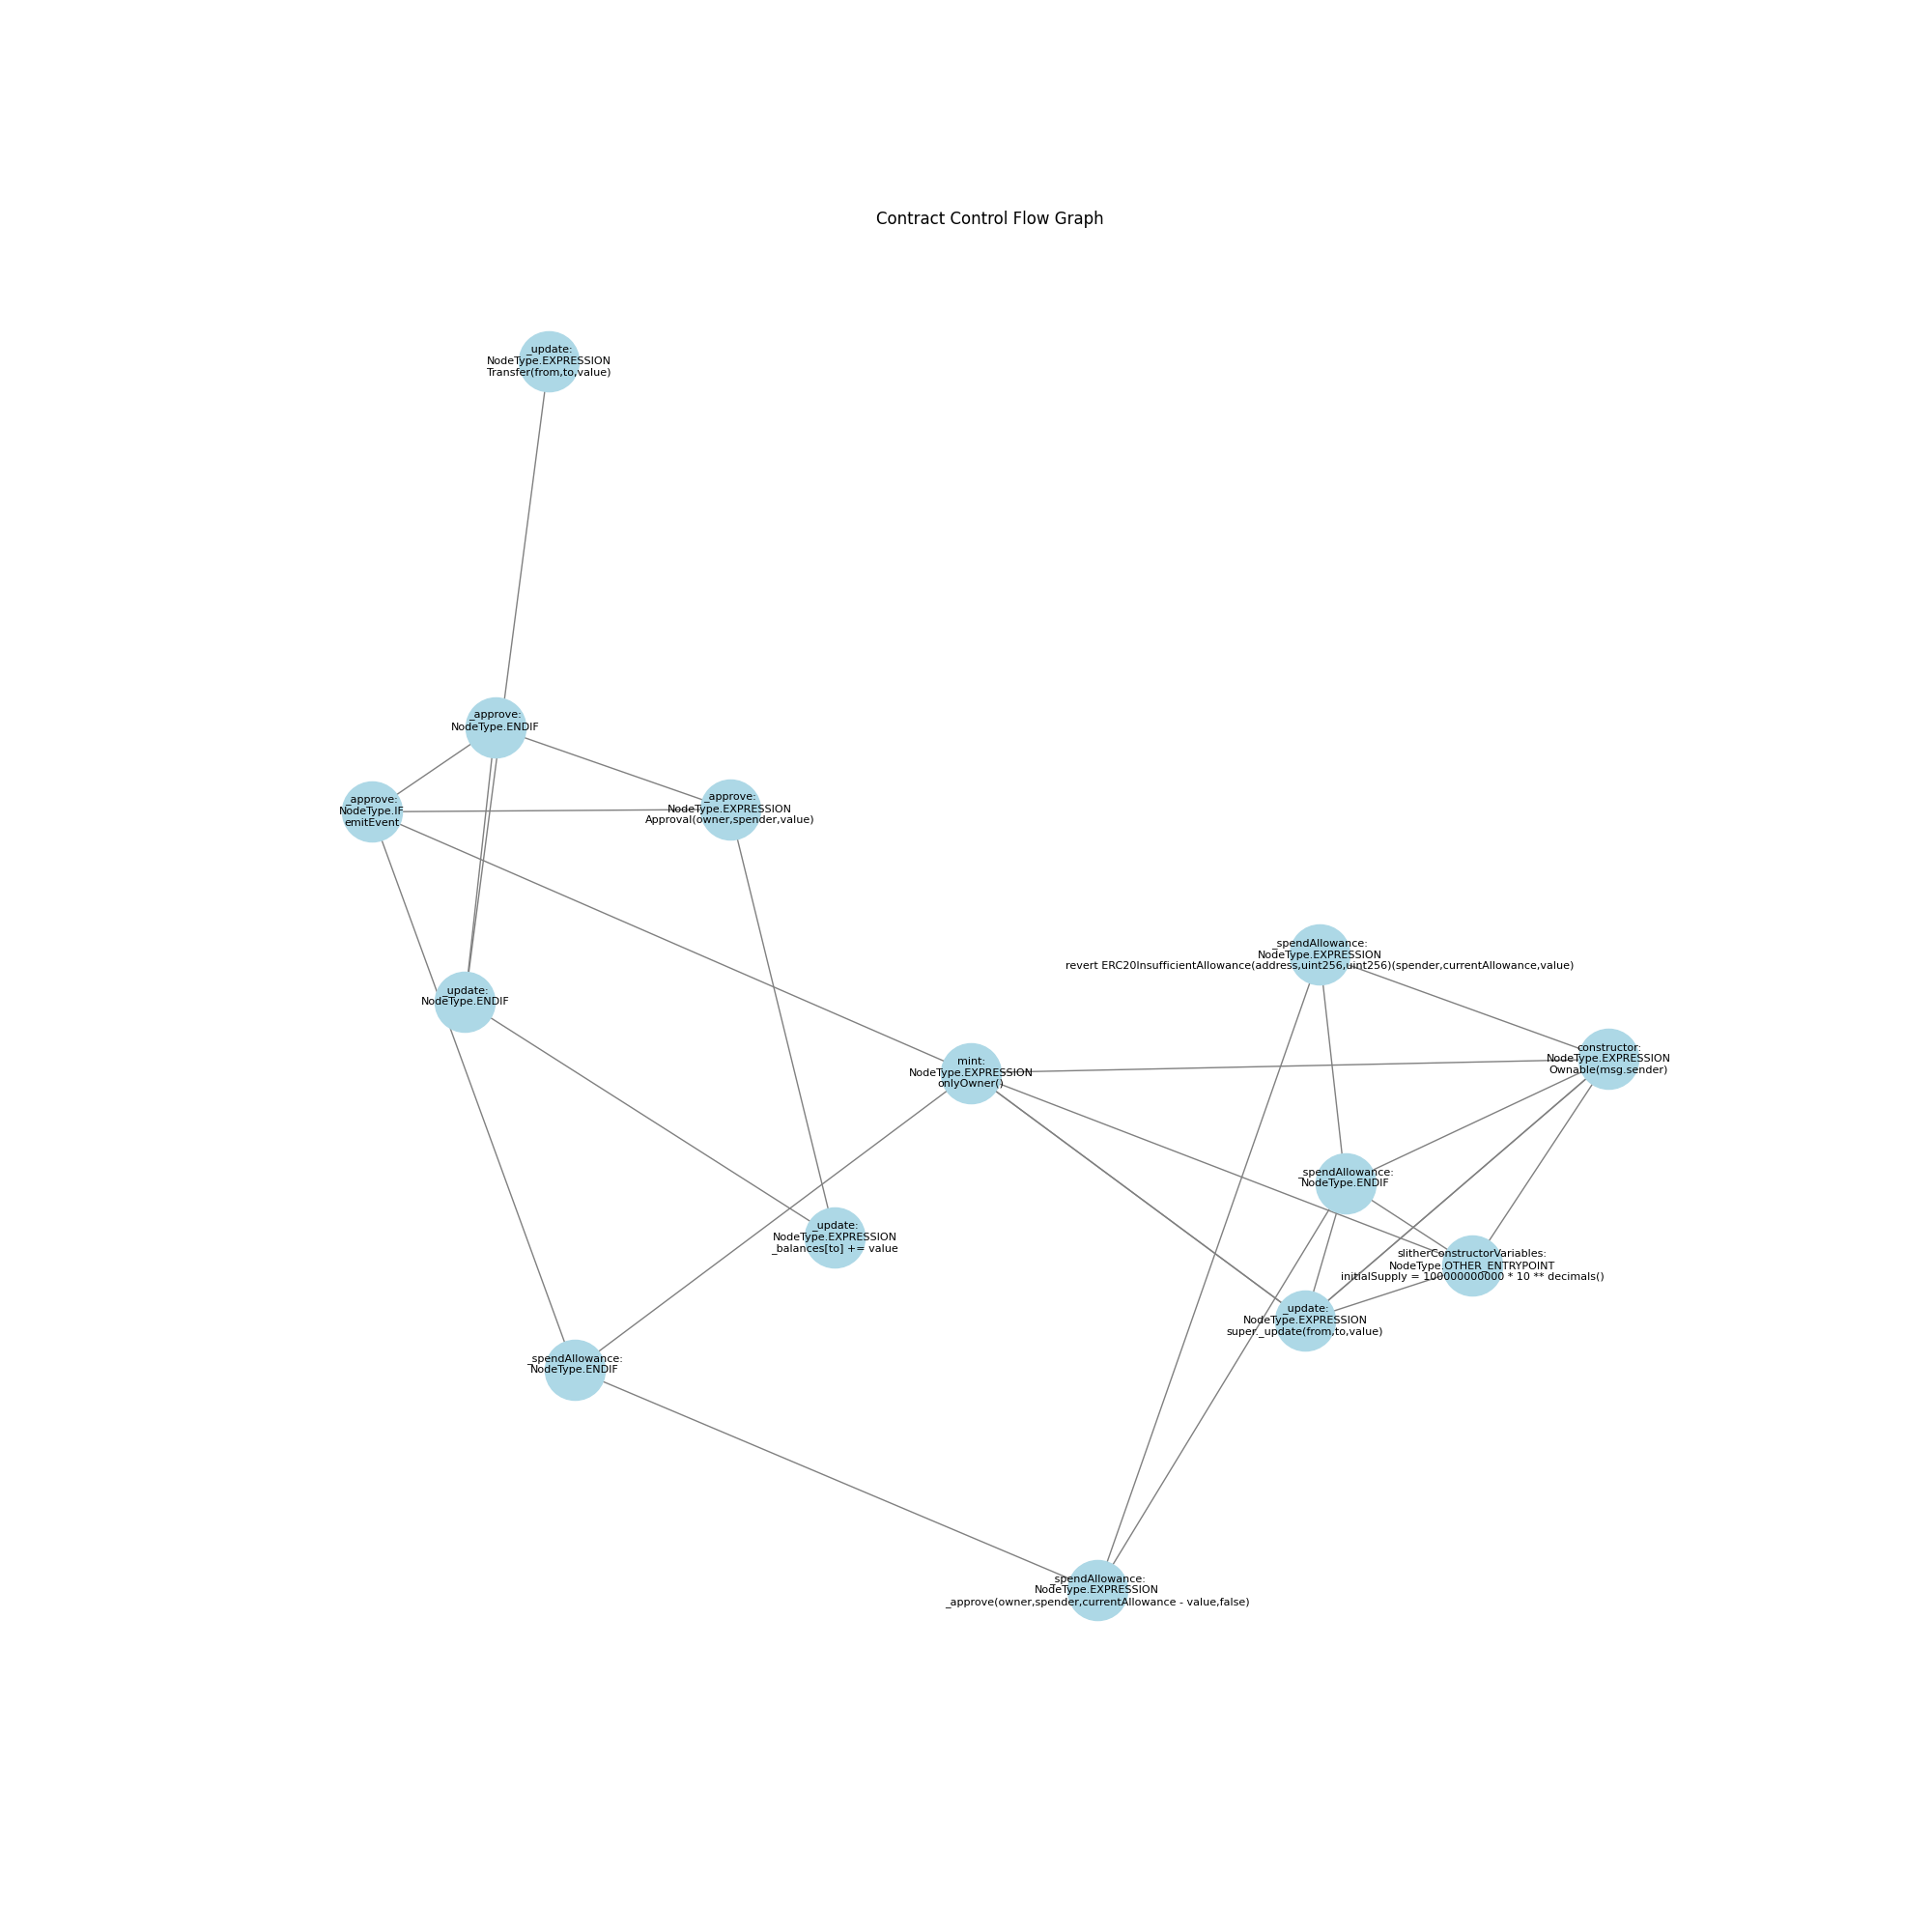 Contract Control Flow Graph
_update:
NodeType.EXPRESSION
Transfer(from,to,value)
_approve:
NodeType.ENDIF
_approve:
NodeType.IF
emitEvent
_approve:
NodeType.EXPRESSION
Approval(owner,spender,value)
_spendAllowance:
NodeType.EXPRESSION
revert ERC20InsufficientAllowance(address,uint256,uint256)(spender,currentAllowance,value)
_update:
NodeType.ENDIF
mint:
NodeType.EXPRESSION
onlyOwner()
constructor:
NodeType.EXPRESSION
Ownable(msg.sender)
_spendAllowance:
NodeType.ENDIF
_update:
NodeType.EXPRESSION
_balances[to] += value
slitherConstructorVariables:
NodeType.OTHER_ENTRYPOINT
initialSupply = 100000000000 * 10 ** decimals()
_update:
NodeType.EXPRESSION
super._update(from,to,value)
_spendAllowance:
NodeType.ENDIF
_spendAllowance:
NodeType.EXPRESSION
_approve(owner,spender,currentAllowance - value,false)